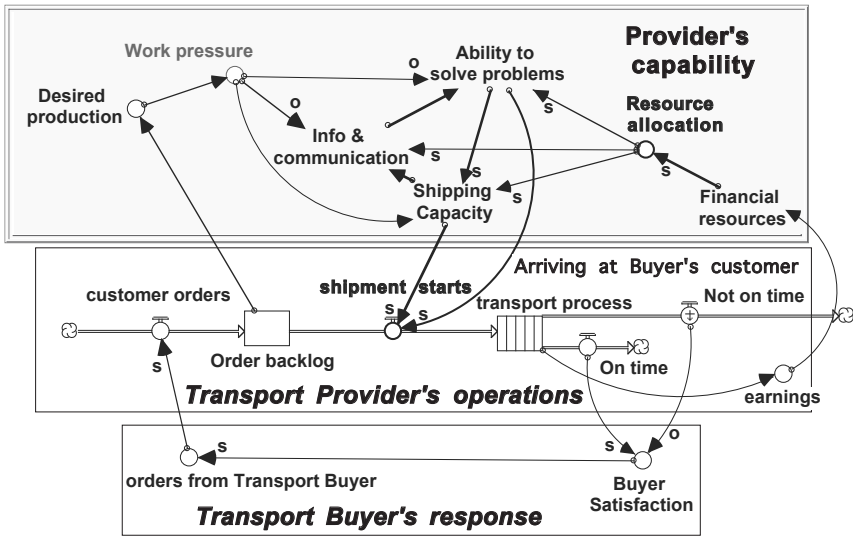 Provider's
capability
Work pressure
o
Ability to
solve problems
Desired
production
o
Info &
communication
s
Resource
allocation
s
s
s
s
Shipping
Capacity
Financial
resources
Arriving at Buyer's customer
customer orders
shipment starts
s
s
transport process
Not on time
Order backlog
On time
s
Transport Provider's operations
earnings
s
s
o
orders from Transport Buyer
Buyer
Satisfaction
Transport Buyer's response